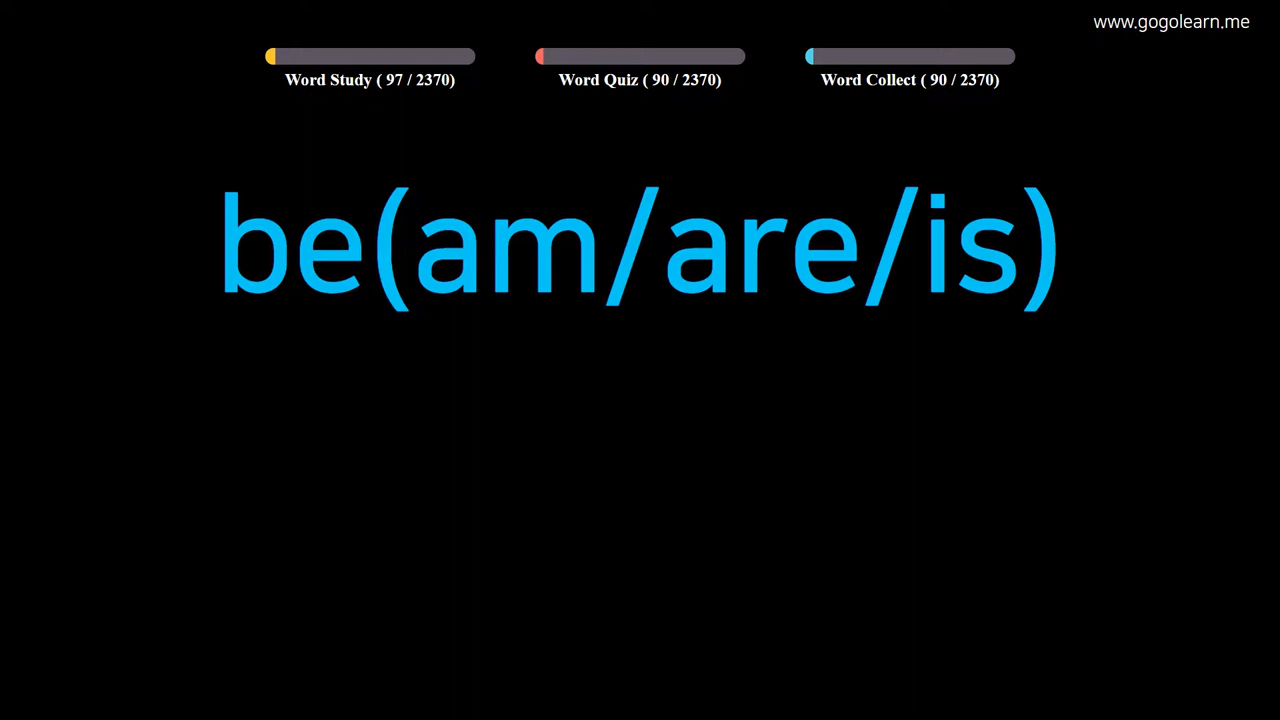 www.gogolearn.me
Word Study ( 97 / 2370)
Word Quiz ( 90 / 2370)
Word Collect ( 90 / 2370)
be(am/are/is)